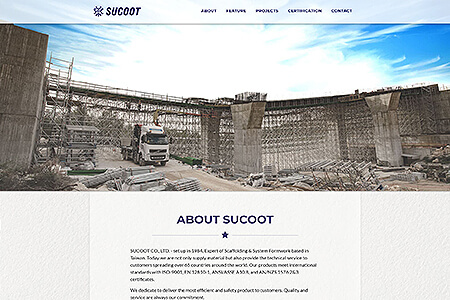 SUCOOT
ABOUT FEATURE PROJECTS CERTIFICATION CONTACT
ABOUT SUCOOT
SUCOOT CO., LTD. - set up in 1984, Expert of Scaffolding & System Formwork based in
Taiwan. Today we are not only supply material but also provide the technical service to
customers spreading over 65 countries around the world. Our products meet international
standards with ISO 9001, EN 12810-1, ANSI/ASSE A10.8, and AN/NZS 1576 2&3
certificates.
We dedicate to deliver the most efficient and safety product to customers. Quality and
service are always our commitment.